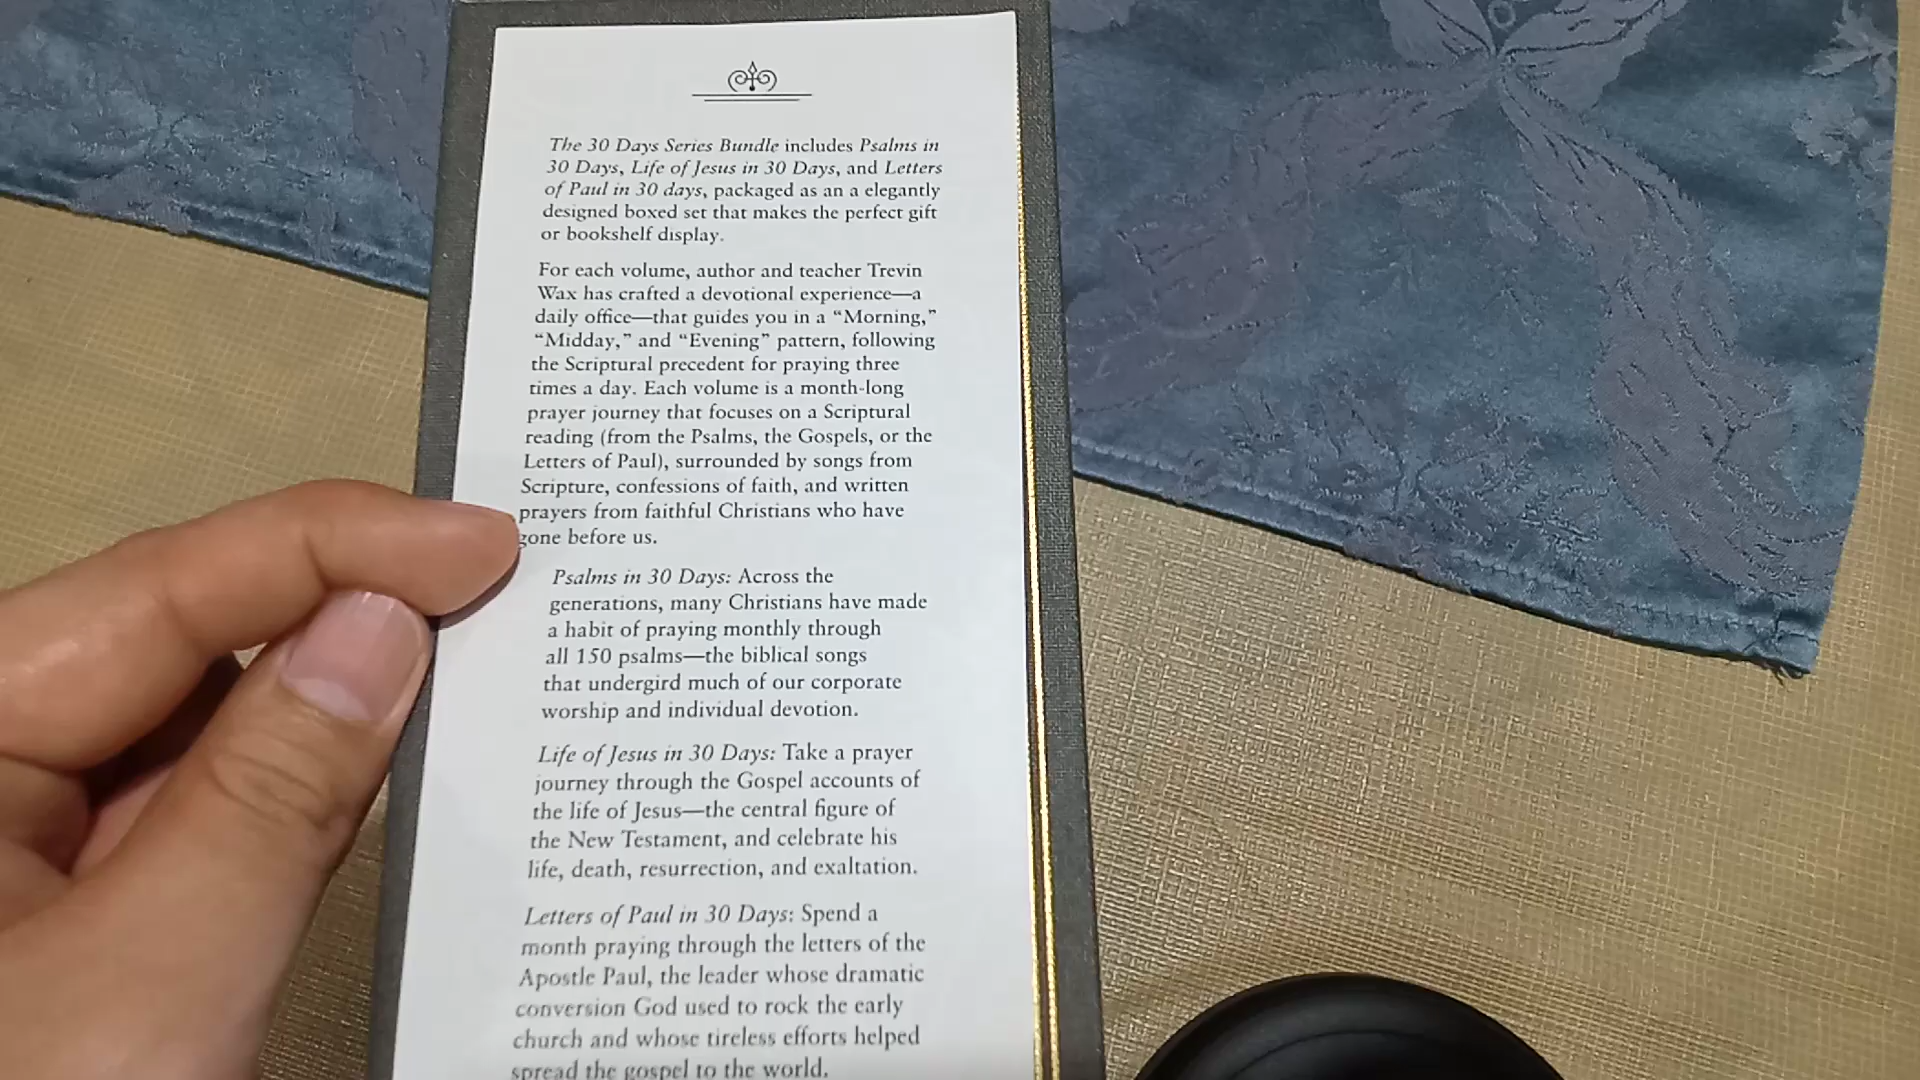 The 30 Days Series Bundle includes Psalms in
30 Days, Life of Jesus in 30 Days, and Letters
of Paul in 30 days, packaged as an a elegantly
designed boxed set that makes the perfect gift
or bookshelf display.
For each volume, author and teacher Trevin
Wax has crafted a devotional experience—a
daily office—that guides you in a “Morning,”
“Midday,” and “Evening” pattern, following
the Scriptural precedent for praying three
times a day. Each volume is a month-long
prayer journey that focuses on a Scriptural
reading (from the Psalms, the Gospels, or the
Letters of Paul), surrounded by songs from
Scripture, confessions of faith, and written
prayers from faithful Christians who have
gone before us.
Psalms in 30 Days: Across the
generations, many Christians have made
a habit of praying monthly through
all 150 psalms—the biblical songs
that undergird much of our corporate
worship and individual devotion.
Life of Jesus in 30 Days: Take a prayer
journey through the Gospel accounts of
the life of Jesus—the central figure of
the New Testament, and celebrate his
life, death, resurrection, and exaltation.
Letters of Paul in 30 Days: Spend a
month praying through the letters of the
Apostle Paul, the leader whose dramatic
conversion God used to rock the early
church and whose tireless efforts helped
spread the gospel to the world.